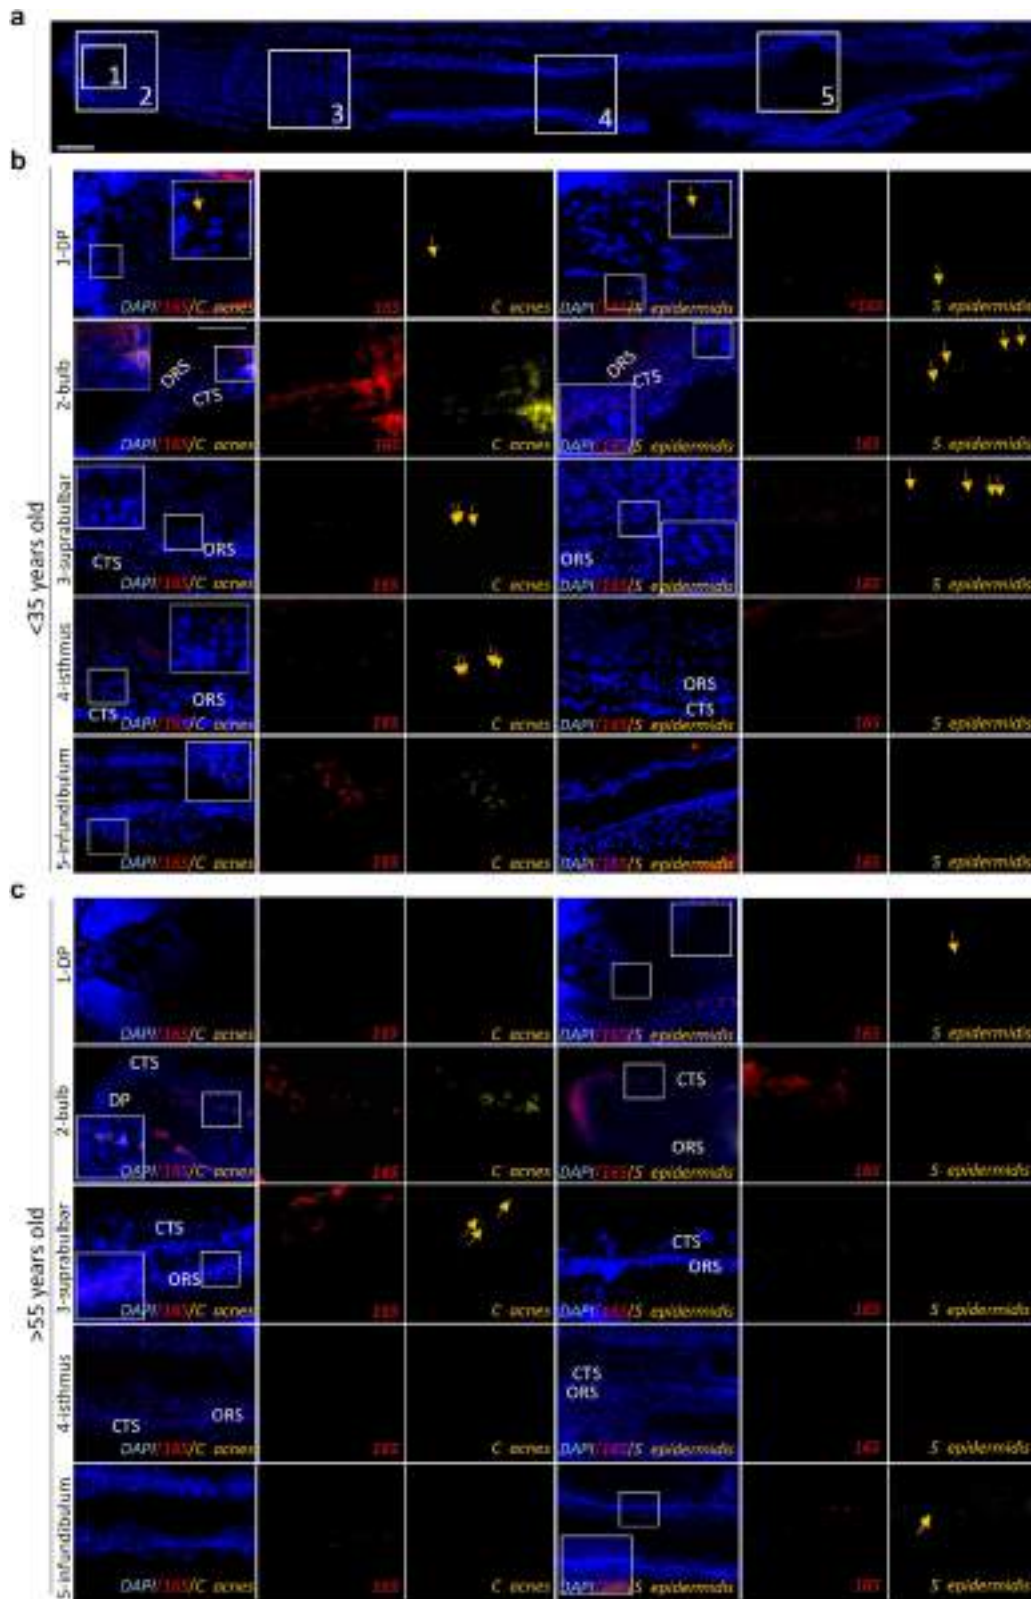 a
1
2
3
4
5
b
<35 years old
1-DP
DAPI/16S/C acnes
16S
C acnes
DAPI/16S/S epidermidis
16S
S epidermidis
2-bulb
ORS
CTS
DAPI/16S/C acnes
16S
C acnes
ORS
CTS
DAPI/16S/S epidermidis
16S
S epidermidis
3-suprabulbar
CTS
ORS
DAPI/16S/C acnes
16S
C acnes
ORS
DAPI/16S/S epidermidis
16S
S epidermidis
4-isthmus
CTS
ORS
DAPI/16S/C acnes
16S
C acnes
ORS
CTS
DAPI/16S/S epidermidis
16S
S epidermidis
5-infundibulum
DAPI/16S/C acnes
16S
C acnes
DAPI/16S/S epidermidis
16S
S epidermidis
c
>55 years old
1-DP
DAPI/16S/C acnes
16S
C acnes
DAPI/16S/S epidermidis
16S
S epidermidis
2-bulb
CTS
DP
DAPI/16S/C acnes
16S
C acnes
CTS
ORS
DAPI/16S/S epidermidis
16S
S epidermidis
3-suprabulbar
CTS
ORS
DAPI/16S/C acnes
16S
C acnes
CTS
ORS
DAPI/16S/S epidermidis
16S
S epidermidis
4-isthmus
CTS
ORS
DAPI/16S/C acnes
16S
C acnes
CTS
ORS
DAPI/16S/S epidermidis
16S
S epidermidis
5-infundibulum
DAPI/16S/C acnes
16S
C acnes
DAPI/16S/S epidermidis
16S
S epidermidis